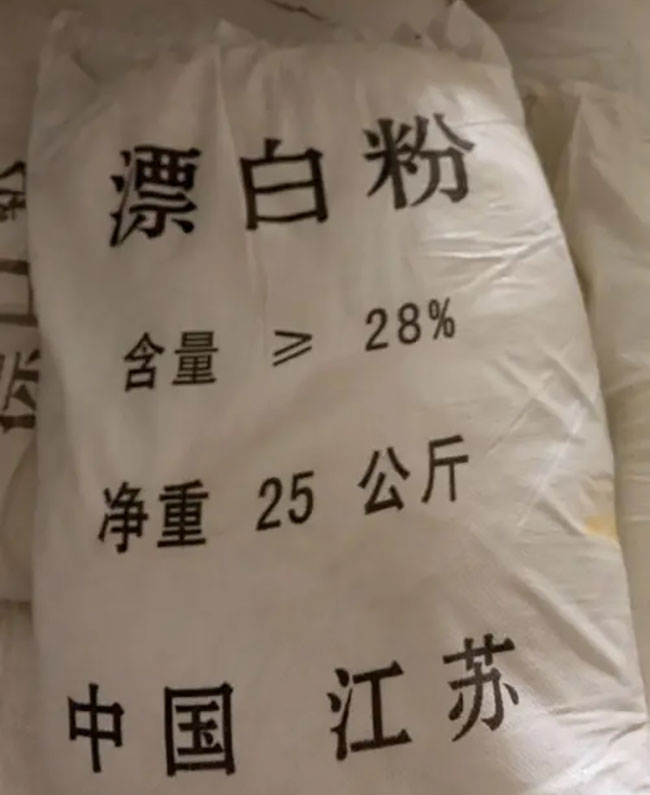 漂白粉
含量 ≥ 28%
净重 25 公斤
中国 江苏